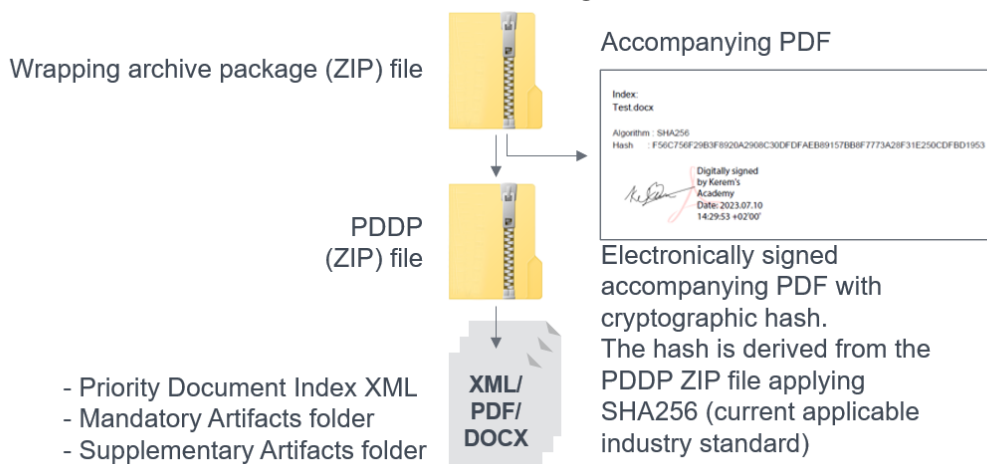 Wrapping archive package (ZIP) file
Accompanying PDF
Index:
Test.docx
Algorithm : SHA256
Hash : F56C756F29B3F8920A2908C30DFDFAEB89157BB8F7773A28F31E250CDFBD1953
Digitally signed
by Kerem's
Academy
Date: 2023.07.10
14:29:53 +02'00'
PDDP
(ZIP) file
Electronically signed
accompanying PDF with
cryptographic hash.
The hash is derived from the
PDDP ZIP file applying
SHA256 (current applicable
industry standard)
- Priority Document Index XML
- Mandatory Artifacts folder
- Supplementary Artifacts folder
XML/
PDF/
DOCX